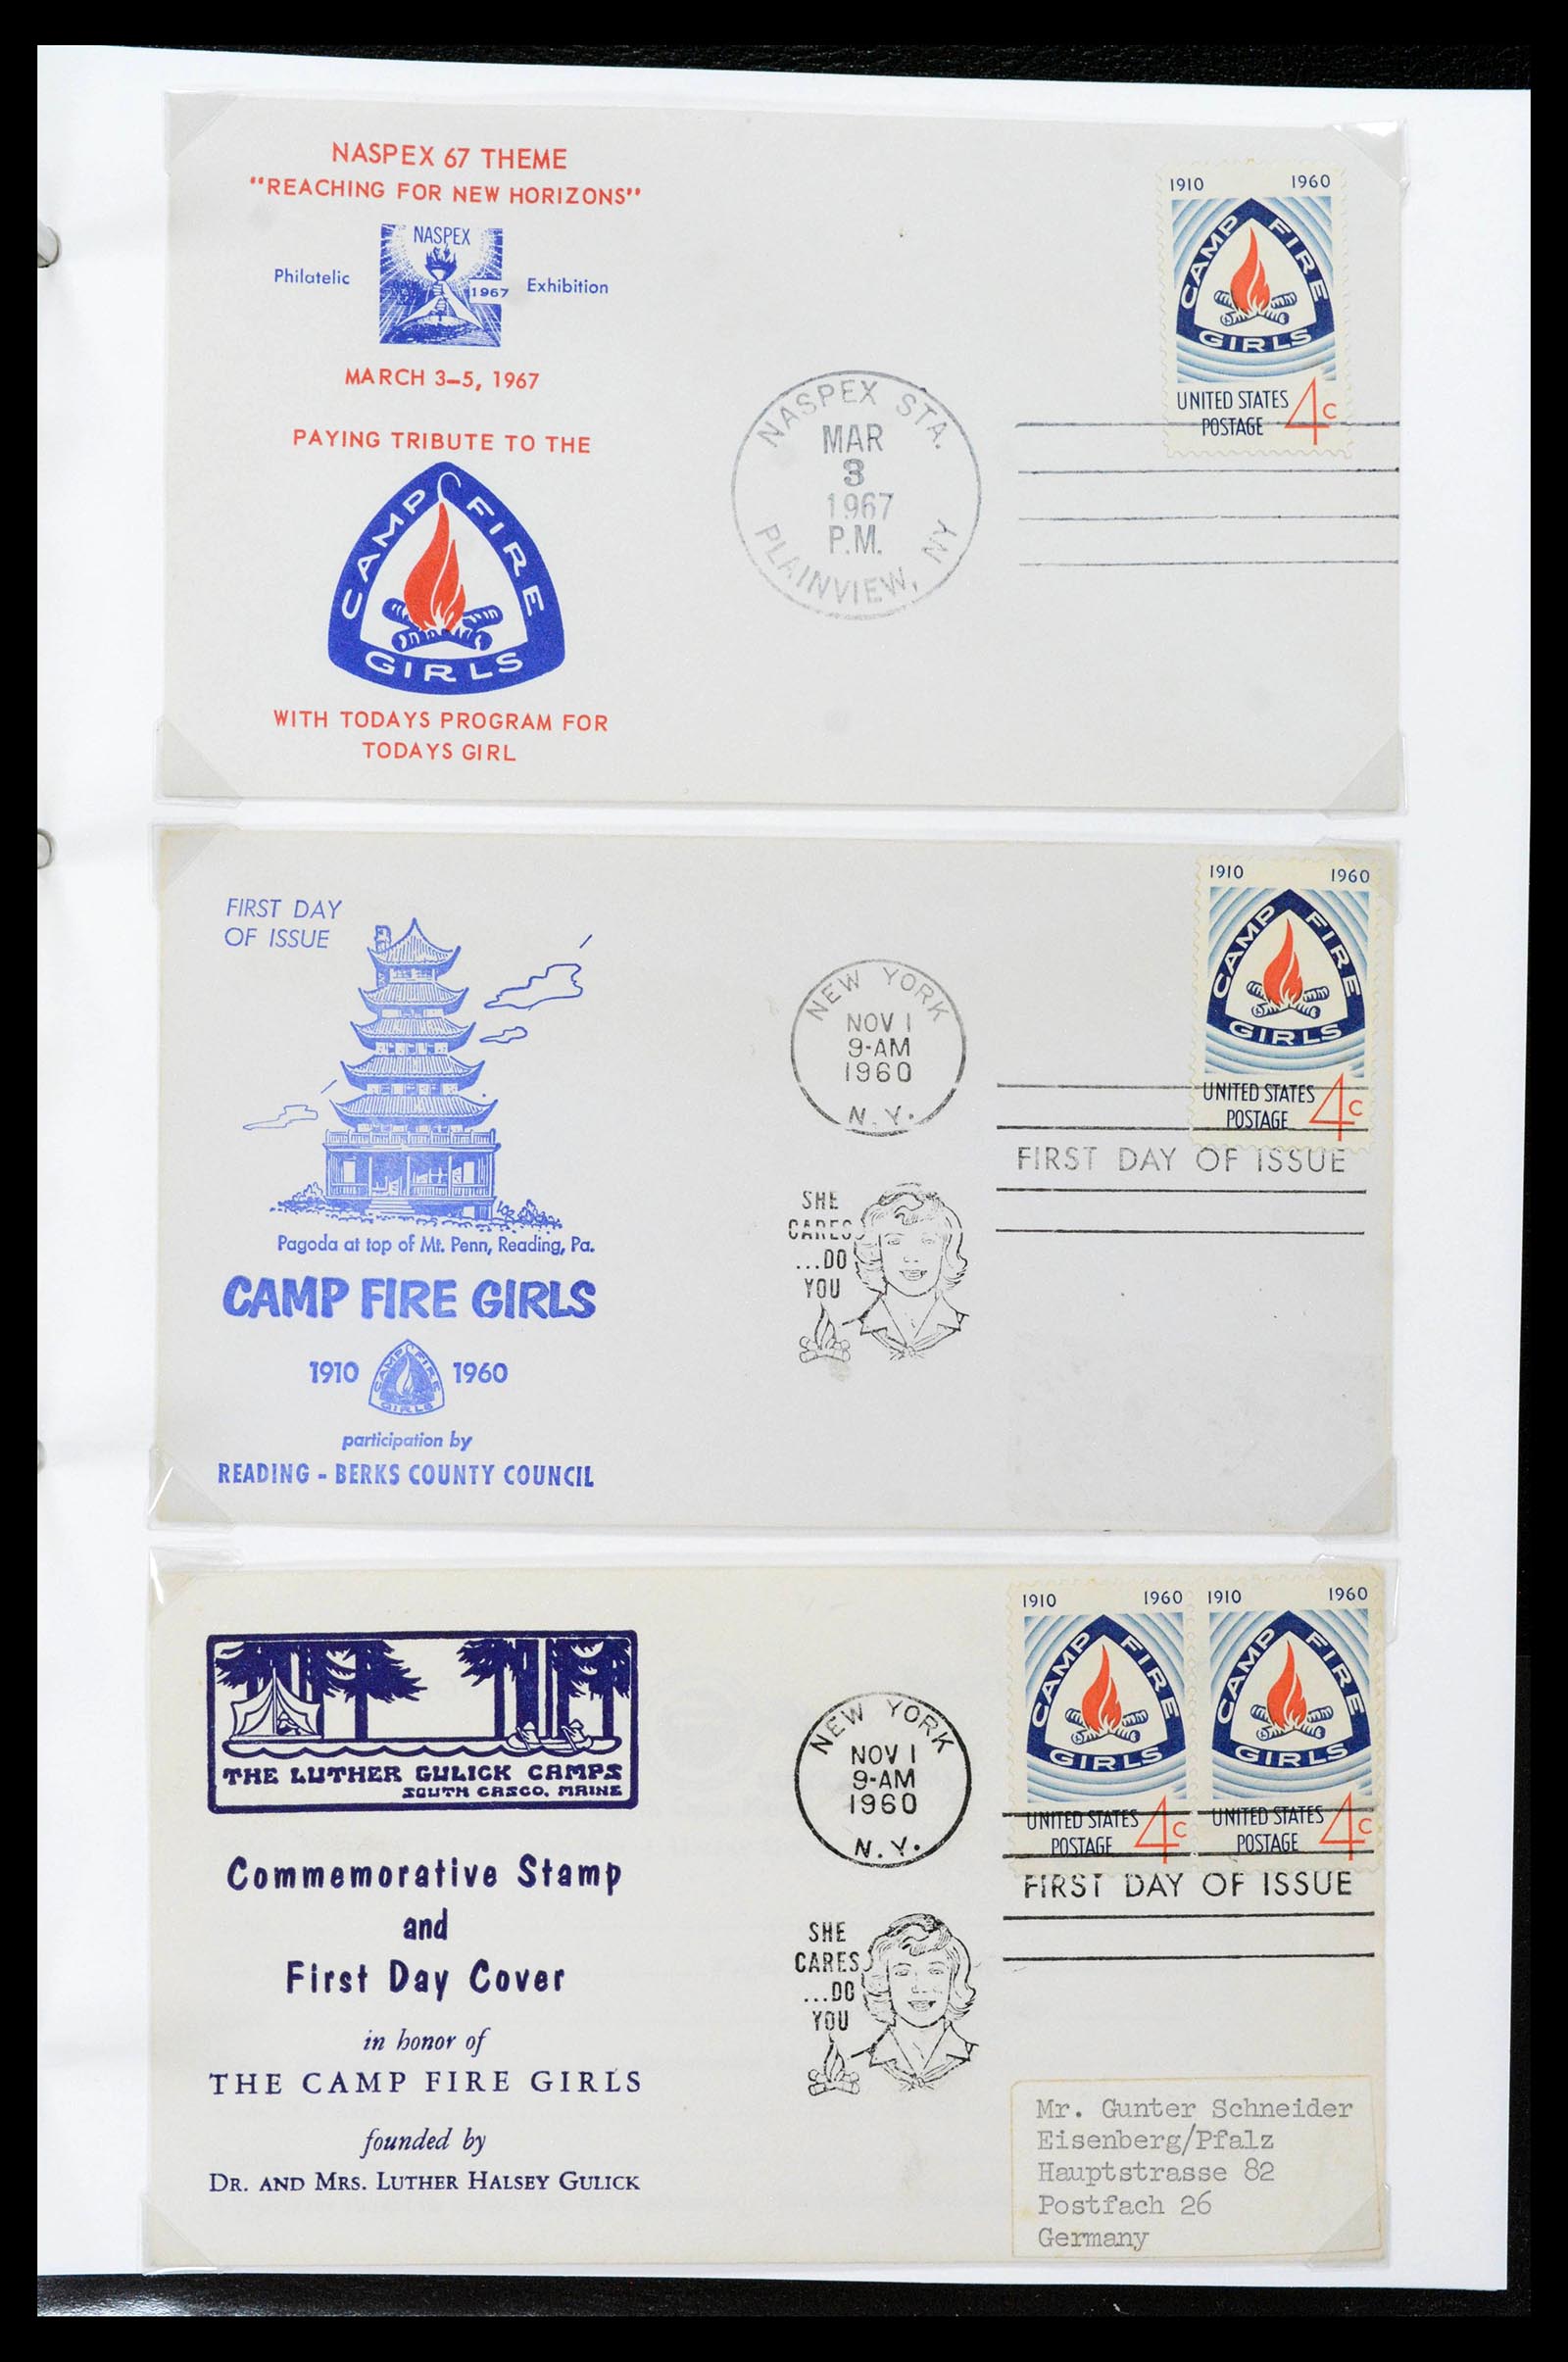 NASPEX 67 THEME
"REACHING FOR NEW HORIZONS"
NASPEX
Philatelic 1967 Exhibition
MARCH 3–5, 1967
PAYING TRIBUTE TO THE
CAMP FIRE
GIRLS
WITH TODAYS PROGRAM FOR
TODAYS GIRL
NASPEX STA.
MAR
3
1967
P.M.
PLAINVIEW, NY
1910 1960
CAMP FIRE
GIRLS
UNITED STATES
POSTAGE 4c
FIRST DAY
OF ISSUE
Pagoda at top of Mt. Penn, Reading, Pa.
CAMP FIRE GIRLS
1910 CAMP FIRE GIRLS 1960
participation by
READING - BERKS COUNTY COUNCIL
NEW YORK
NOV 1
9-AM
1960
N.Y.
SHE
CARES
...DO
YOU
1910 1960
CAMP FIRE
GIRLS
UNITED STATES
POSTAGE 4c
FIRST DAY OF ISSUE
THE LUTHER GULICK CAMPS
SOUTH CASCO, MAINE
Commemorative Stamp
and
First Day Cover
in honor of
THE CAMP FIRE GIRLS
founded by
DR. AND MRS. LUTHER HALSEY GULICK
NEW YORK
NOV 1
9-AM
1960
N.Y.
SHE
CARES
...DO
YOU
1910 1960 1910 1960
CAMP FIRE CAMP FIRE
GIRLS GIRLS
UNITED STATES UNITED STATES
POSTAGE 4c POSTAGE 4c
FIRST DAY OF ISSUE
Mr. Gunter Schneider
Eisenberg/Pfalz
Hauptstrasse 82
Postfach 26
Germany